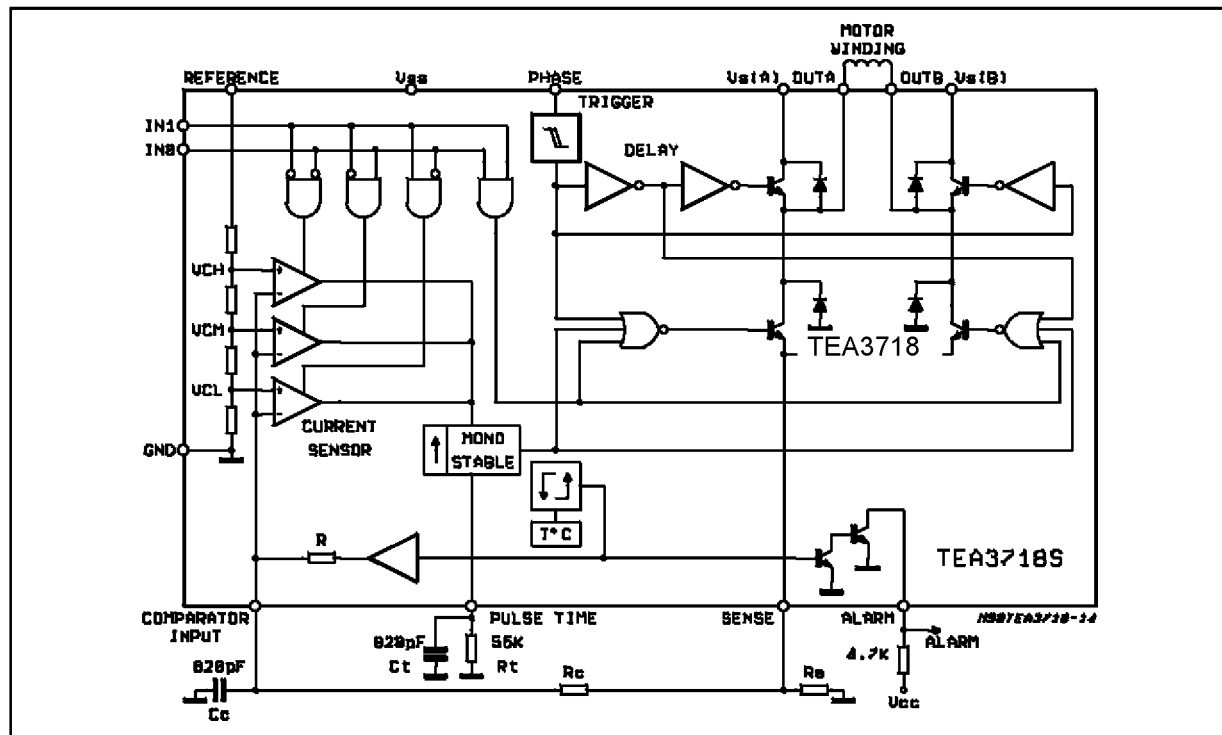 MOTOR
WINDING
REFERENCE
Vss
PHASE
Vs(A)
OUTA
OUTB
Vs(B)
TRIGGER
IN1
IN0
DELAY
VCH
VCM
TEA3718
VCL
CURRENT
SENSOR
GND
MONO
STABLE
R
T°C
TEA3718S
COMPARATOR
INPUT
PULSE TIME
SENSE
ALARM
M99TEA3718-14
820pF
Ct
56K
Rt
ALARM
4.7K
820pF
Cc
Rc
Rs
Vcc